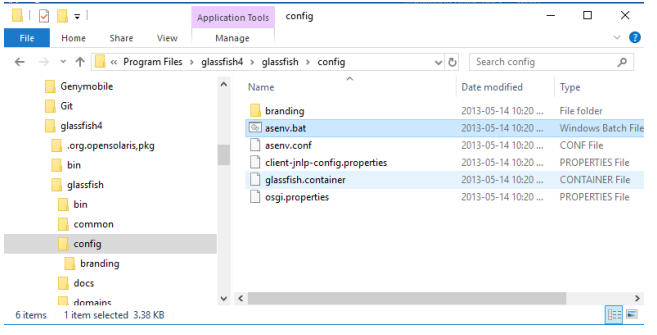 Application Tools config
File Home Share View Manage
« Program Files › glassfish4 › glassfish › config Search config
Genymobile
Git
glassfish4
.org.opensolaris,pkg
bin
glassfish
bin
common
config
branding
docs
domains
Name Date modified Type
branding 2013-05-14 10:20 ... File folder
asenv.bat 2013-05-14 10:20 ... Windows Batch File
asenv.conf 2013-05-14 10:20 ... CONF File
client-jnlp-config.properties 2013-05-14 10:20 ... PROPERTIES File
glassfish.container 2013-05-14 10:20 ... CONTAINER File
osgi.properties 2013-05-14 10:20 ... PROPERTIES File
6 items 1 item selected 3.38 KB